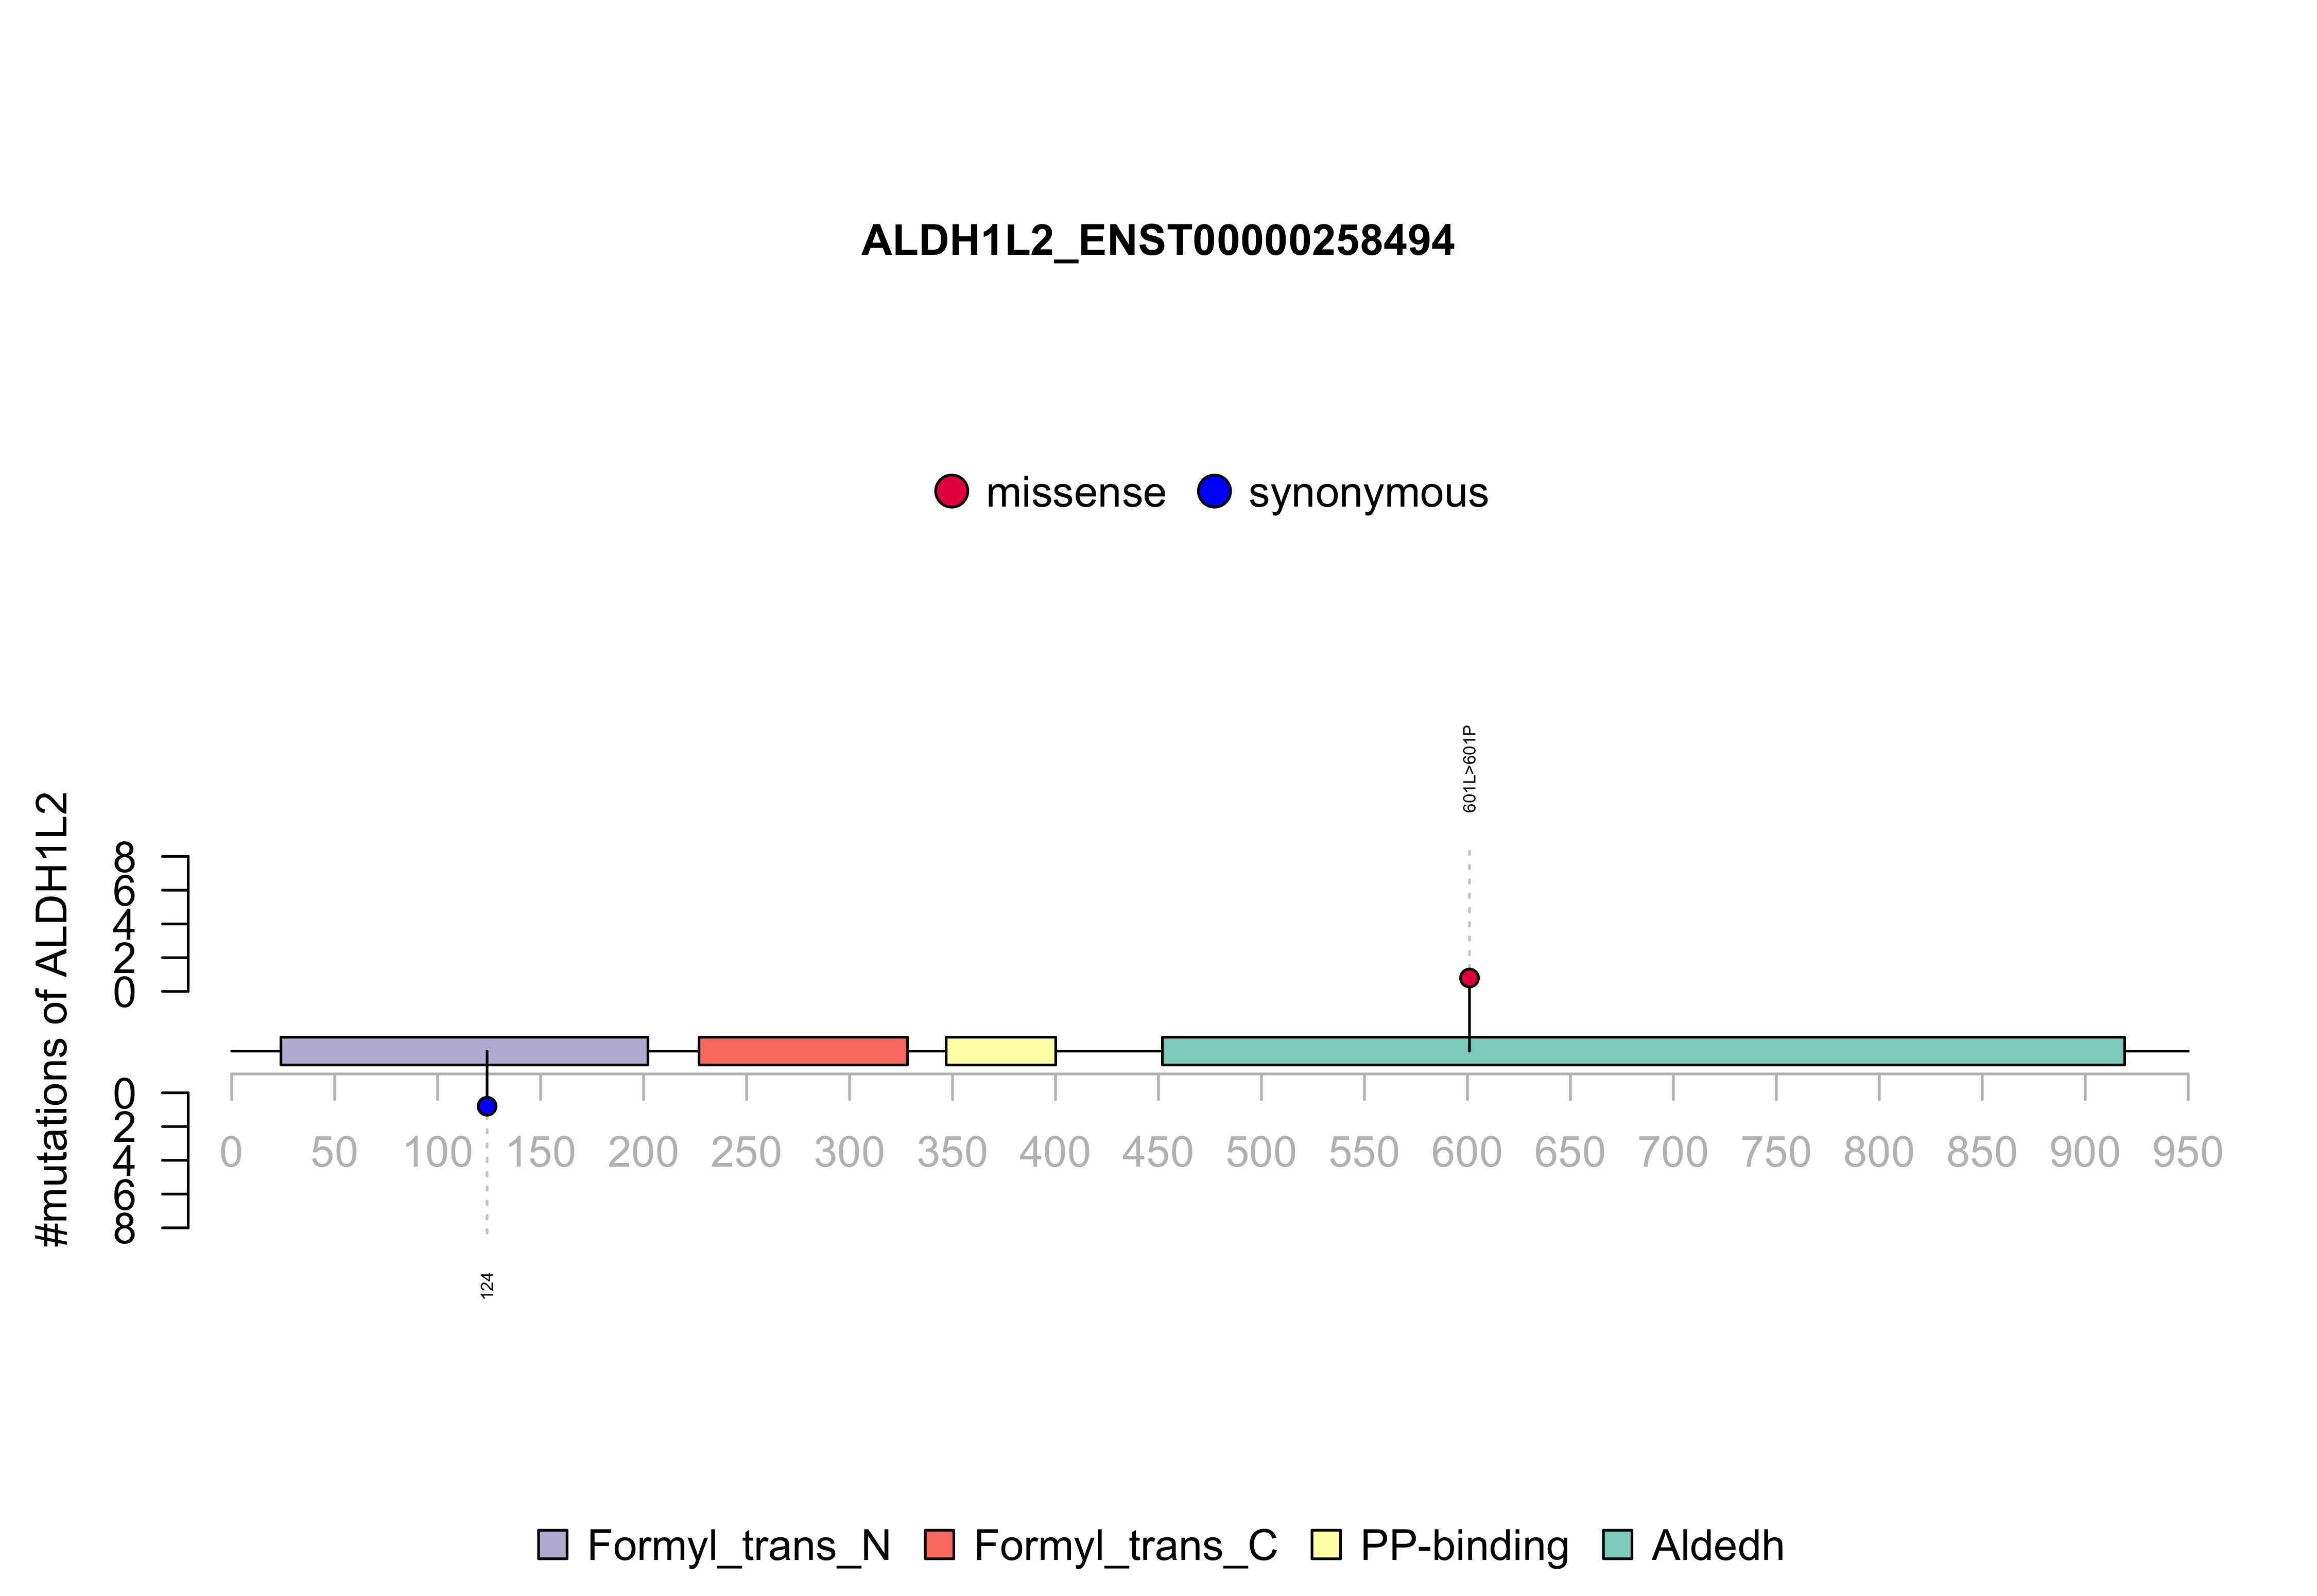 ALDH1L2_ENST00000258494
missense synonymous
601L>601P
#mutations of ALDH1L2
8
6
4
2
0
0
2
4
6
8
0 50 100 150 200 250 300 350 400 450 500 550 600 650 700 750 800 850 900 950
124
Formyl_trans_N Formyl_trans_C PP-binding Aldedh